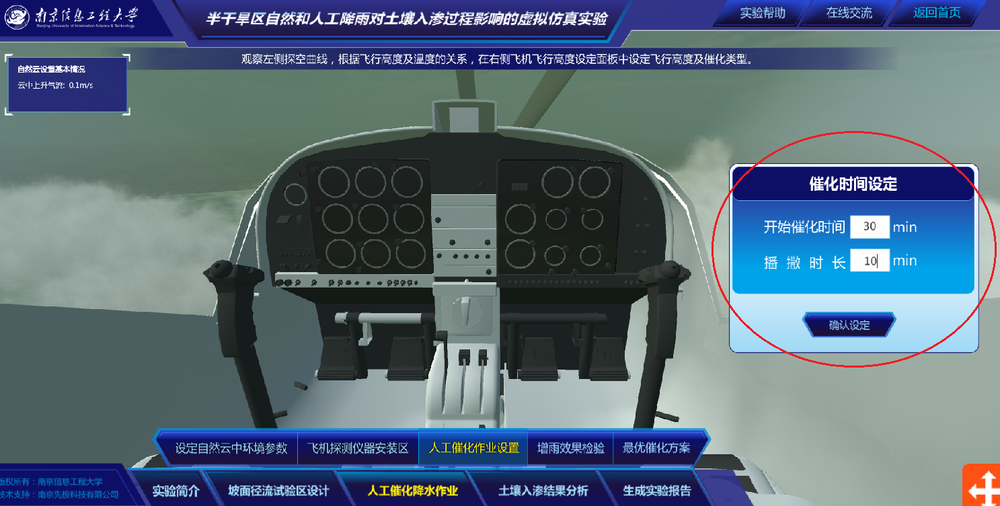 南京信息工程大学
Nanjing University of Information Science & Technology
半干旱区自然和人工降雨对土壤入渗过程影响的虚拟仿真实验
实验帮助
在线交流
返回首页
观察左侧探空曲线，根据飞行高度及温度的关系，在右侧飞机飞行高度设定面板中设定飞行高度及催化类型。
自然云设置基本情况
云中上升气流: 0.1m/s
催化时间设定
开始催化时间 30 min
播撒时长 10 min
确认设定
设定自然云中环境参数
飞机探测仪器安装区
人工催化作业设置
增雨效果检验
最优催化方案
版权所有：南京信息工程大学
技术支持：南京先极科技有限公司
实验简介
坡面径流试验区设计
人工催化降水作业
土壤入渗结果分析
生成实验报告